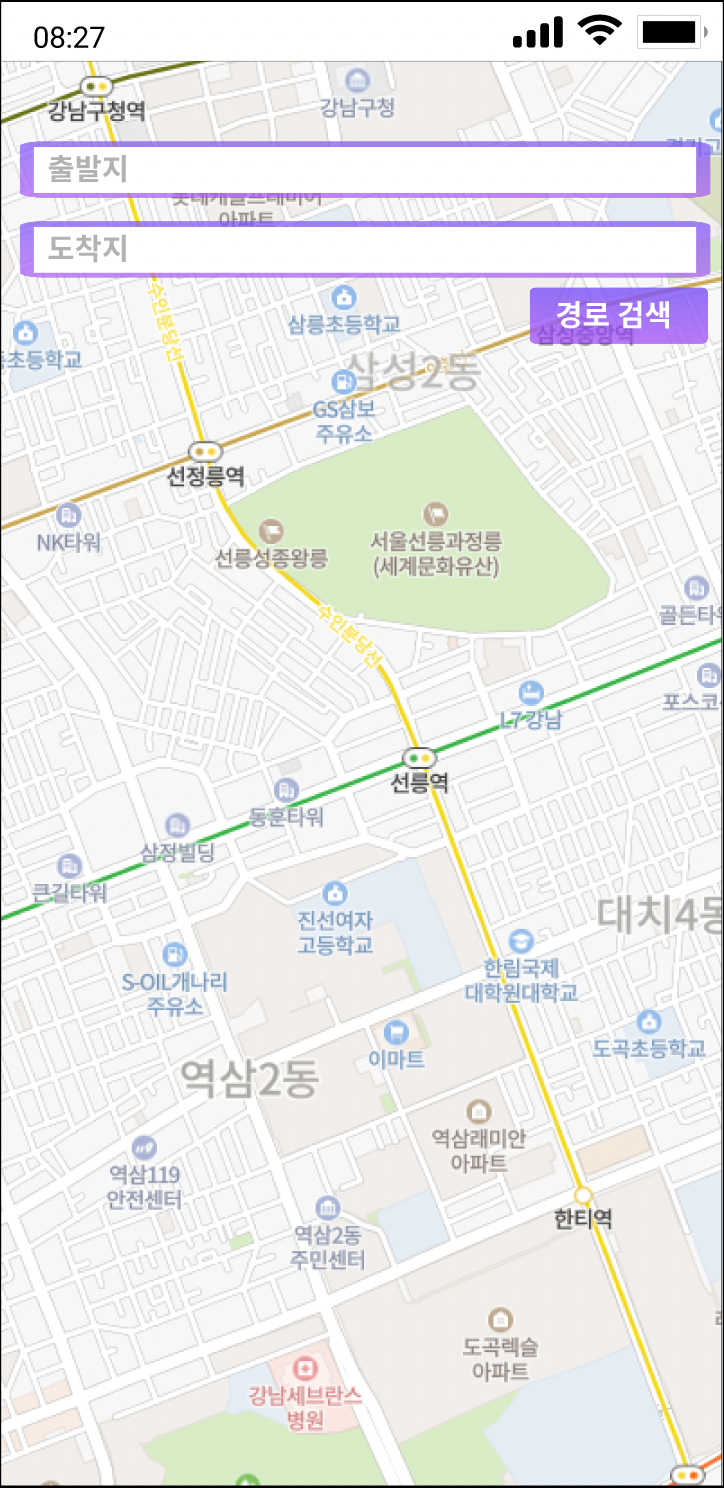 08:27
강남구청역
강남구청
출발지
아파트
도착지
수인분당선
삼릉초등학교
경로 검색
삼성중앙역
초등학교
삼성2동
GS삼보
주유소
선정릉역
NK타워
선릉성종왕릉
서울선릉과정릉
(세계문화유산)
골든타워
수인분당선
포스코
L7강남
선릉역
동훈타워
삼정빌딩
큰길타워
진선여자
고등학교
대치4동
한림국제
대학원대학교
S-OIL개나리
주유소
도곡초등학교
이마트
역삼2동
역삼래미안
아파트
역삼119
안전센터
한티역
역삼2동
주민센터
도곡렉슬
아파트
강남세브란스
병원